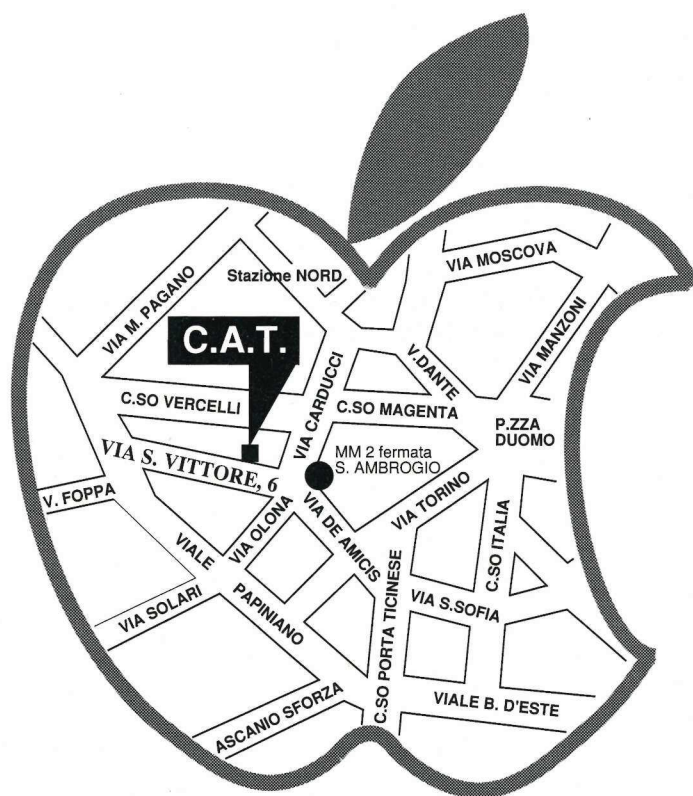 VIA MOSCOVA
Stazione NORD
VIA M. PAGANO
VIA MANZONI
C.A.T.
V.DANTE
VIA CARDUCCI
C.SO VERCELLI
C.SO MAGENTA
P.ZZA
DUOMO
VIA S. VITTORE, 6
MM 2 fermata
S. AMBROGIO
V. FOPPA
VIA TORINO
VIA OLONA
VIA DE AMICIS
C.SO ITALIA
VIALE
PAPINIANO
VIA SOLARI
C.SO PORTA TICINESE
VIA S.SOFIA
ASCANIO SFORZA
VIALE B. D'ESTE